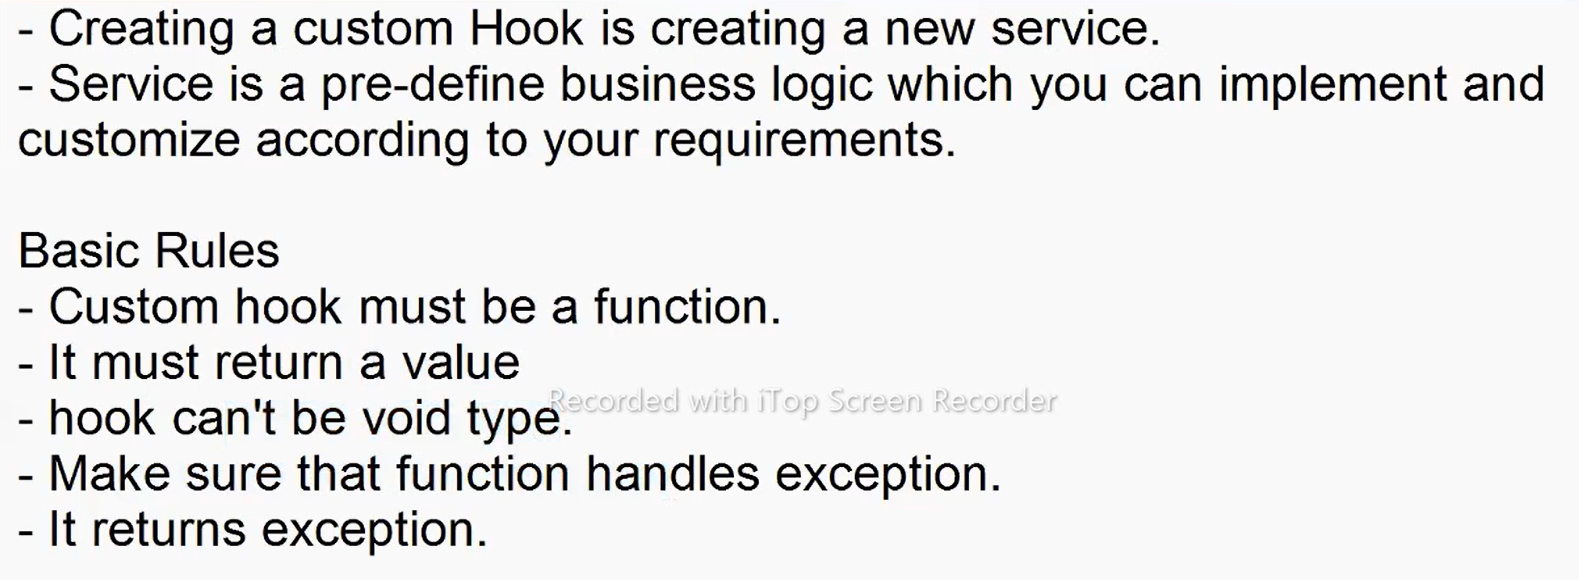 - Creating a custom Hook is creating a new service.
- Service is a pre-define business logic which you can implement and
customize according to your requirements.
Basic Rules
- Custom hook must be a function.
- It must return a value
Recorded with iTop Screen Recorder
- hook can't be void type.
- Make sure that function handles exception.
- It returns exception.